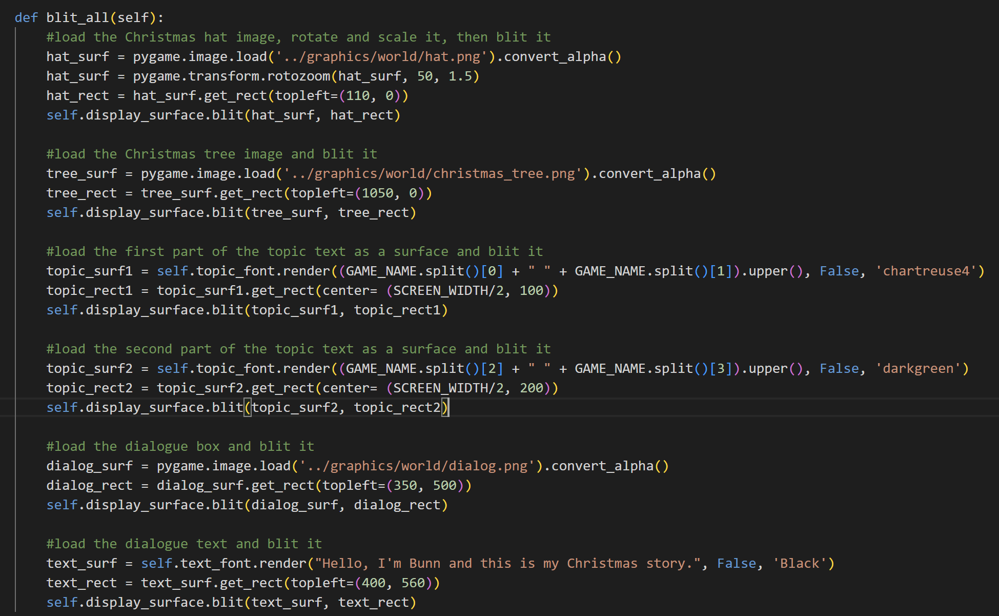 def blit_all(self):
    #load the Christmas hat image, rotate and scale it, then blit it
    hat_surf = pygame.image.load('../graphics/world/hat.png').convert_alpha()
    hat_surf = pygame.transform.rotozoom(hat_surf, 50, 1.5)
    hat_rect = hat_surf.get_rect(topleft=(110, 0))
    self.display_surface.blit(hat_surf, hat_rect)

    #load the Christmas tree image and blit it
    tree_surf = pygame.image.load('../graphics/world/christmas_tree.png').convert_alpha()
    tree_rect = tree_surf.get_rect(topleft=(1050, 0))
    self.display_surface.blit(tree_surf, tree_rect)

    #load the first part of the topic text as a surface and blit it
    topic_surf1 = self.topic_font.render((GAME_NAME.split()[0] + " " + GAME_NAME.split()[1]).upper(), False, 'chartreuse4')
    topic_rect1 = topic_surf1.get_rect(center= (SCREEN_WIDTH/2, 100))
    self.display_surface.blit(topic_surf1, topic_rect1)

    #load the second part of the topic text as a surface and blit it
    topic_surf2 = self.topic_font.render((GAME_NAME.split()[2] + " " + GAME_NAME.split()[3]).upper(), False, 'darkgreen')
    topic_rect2 = topic_surf2.get_rect(center= (SCREEN_WIDTH/2, 200))
    self.display_surface.blit(topic_surf2, topic_rect2)

    #load the dialogue box and blit it
    dialog_surf = pygame.image.load('../graphics/world/dialog.png').convert_alpha()
    dialog_rect = dialog_surf.get_rect(topleft=(350, 500))
    self.display_surface.blit(dialog_surf, dialog_rect)

    #load the dialogue text and blit it
    text_surf = self.text_font.render("Hello, I'm Bunn and this is my Christmas story.", False, 'Black')
    text_rect = text_surf.get_rect(topleft=(400, 560))
    self.display_surface.blit(text_surf, text_rect)